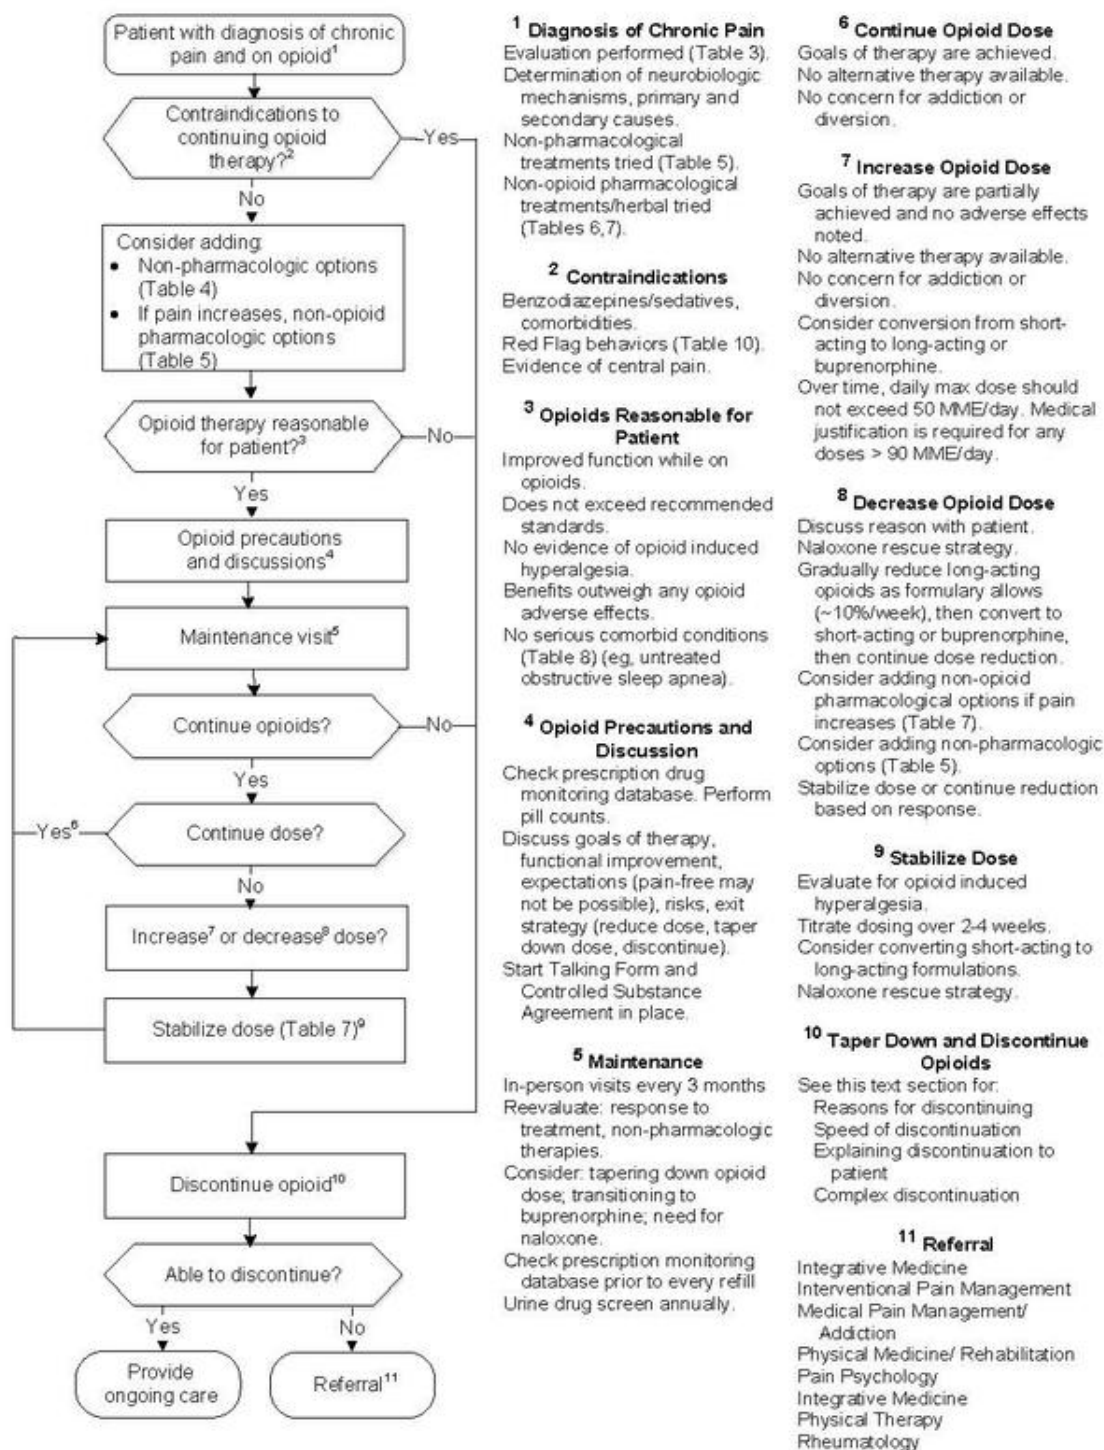 Patient with diagnosis of chronic
pain and on opioid1
Contraindications to
continuing opioid
therapy?2
Yes
No
Consider adding:
• Non-pharmacologic options
(Table 4)
• If pain increases, non-opioid
pharmacologic options
(Table 5)
Opioid therapy reasonable
for patient?3
No
Yes
Opioid precautions
and discussions4
Maintenance visit5
Continue opioids?
No
Yes
Continue dose?
Yes6
No
Increase7 or decrease8 dose?
Stabilize dose (Table 7)9
Discontinue opioid10
Able to discontinue?
Yes
No
Provide
ongoing care
Referral11
1 Diagnosis of Chronic Pain
Evaluation performed (Table 3).
Determination of neurobiologic
mechanisms, primary and
secondary causes.
Non-pharmacological
treatments tried (Table 5).
Non-opioid pharmacological
treatments/herbal tried
(Tables 6,7).
2 Contraindications
Benzodiazepines/sedatives,
comorbidities.
Red Flag behaviors (Table 10).
Evidence of central pain.
3 Opioids Reasonable for
Patient
Improved function while on
opioids.
Does not exceed recommended
standards.
No evidence of opioid induced
hyperalgesia.
Benefits outweigh any opioid
adverse effects.
No serious comorbid conditions
(Table 8) (eg, untreated
obstructive sleep apnea).
4 Opioid Precautions and
Discussion
Check prescription drug
monitoring database. Perform
pill counts.
Discuss goals of therapy,
functional improvement,
expectations (pain-free may
not be possible), risks, exit
strategy (reduce dose, taper
down dose, discontinue).
Start Talking Form and
Controlled Substance
Agreement in place.
5 Maintenance
In-person visits every 3 months
Reevaluate: response to
treatment, non-pharmacologic
therapies.
Consider: tapering down opioid
dose; transitioning to
buprenorphine; need for
naloxone.
Check prescription monitoring
database prior to every refill
Urine drug screen annually.
6 Continue Opioid Dose
Goals of therapy are achieved.
No alternative therapy available.
No concern for addiction or
diversion.
7 Increase Opioid Dose
Goals of therapy are partially
achieved and no adverse effects
noted.
No alternative therapy available.
No concern for addiction or
diversion.
Consider conversion from short-
acting to long-acting or
buprenorphine.
Over time, daily max dose should
not exceed 50 MME/day. Medical
justification is required for any
doses > 90 MME/day.
8 Decrease Opioid Dose
Discuss reason with patient.
Naloxone rescue strategy.
Gradually reduce long-acting
opioids as formulary allows
(~10%/week), then convert to
short-acting or buprenorphine,
then continue dose reduction.
Consider adding non-opioid
pharmacological options if pain
increases (Table 7).
Consider adding non-pharmacologic
options (Table 5).
Stabilize dose or continue reduction
based on response.
9 Stabilize Dose
Evaluate for opioid induced
hyperalgesia.
Titrate dosing over 2-4 weeks.
Consider converting short-acting to
long-acting formulations.
Naloxone rescue strategy.
10 Taper Down and Discontinue
Opioids
See this text section for:
Reasons for discontinuing
Speed of discontinuation
Explaining discontinuation to
patient
Complex discontinuation
11 Referral
Integrative Medicine
Interventional Pain Management
Medical Pain Management/
Addiction
Physical Medicine/ Rehabilitation
Pain Psychology
Integrative Medicine
Physical Therapy
Rheumatology